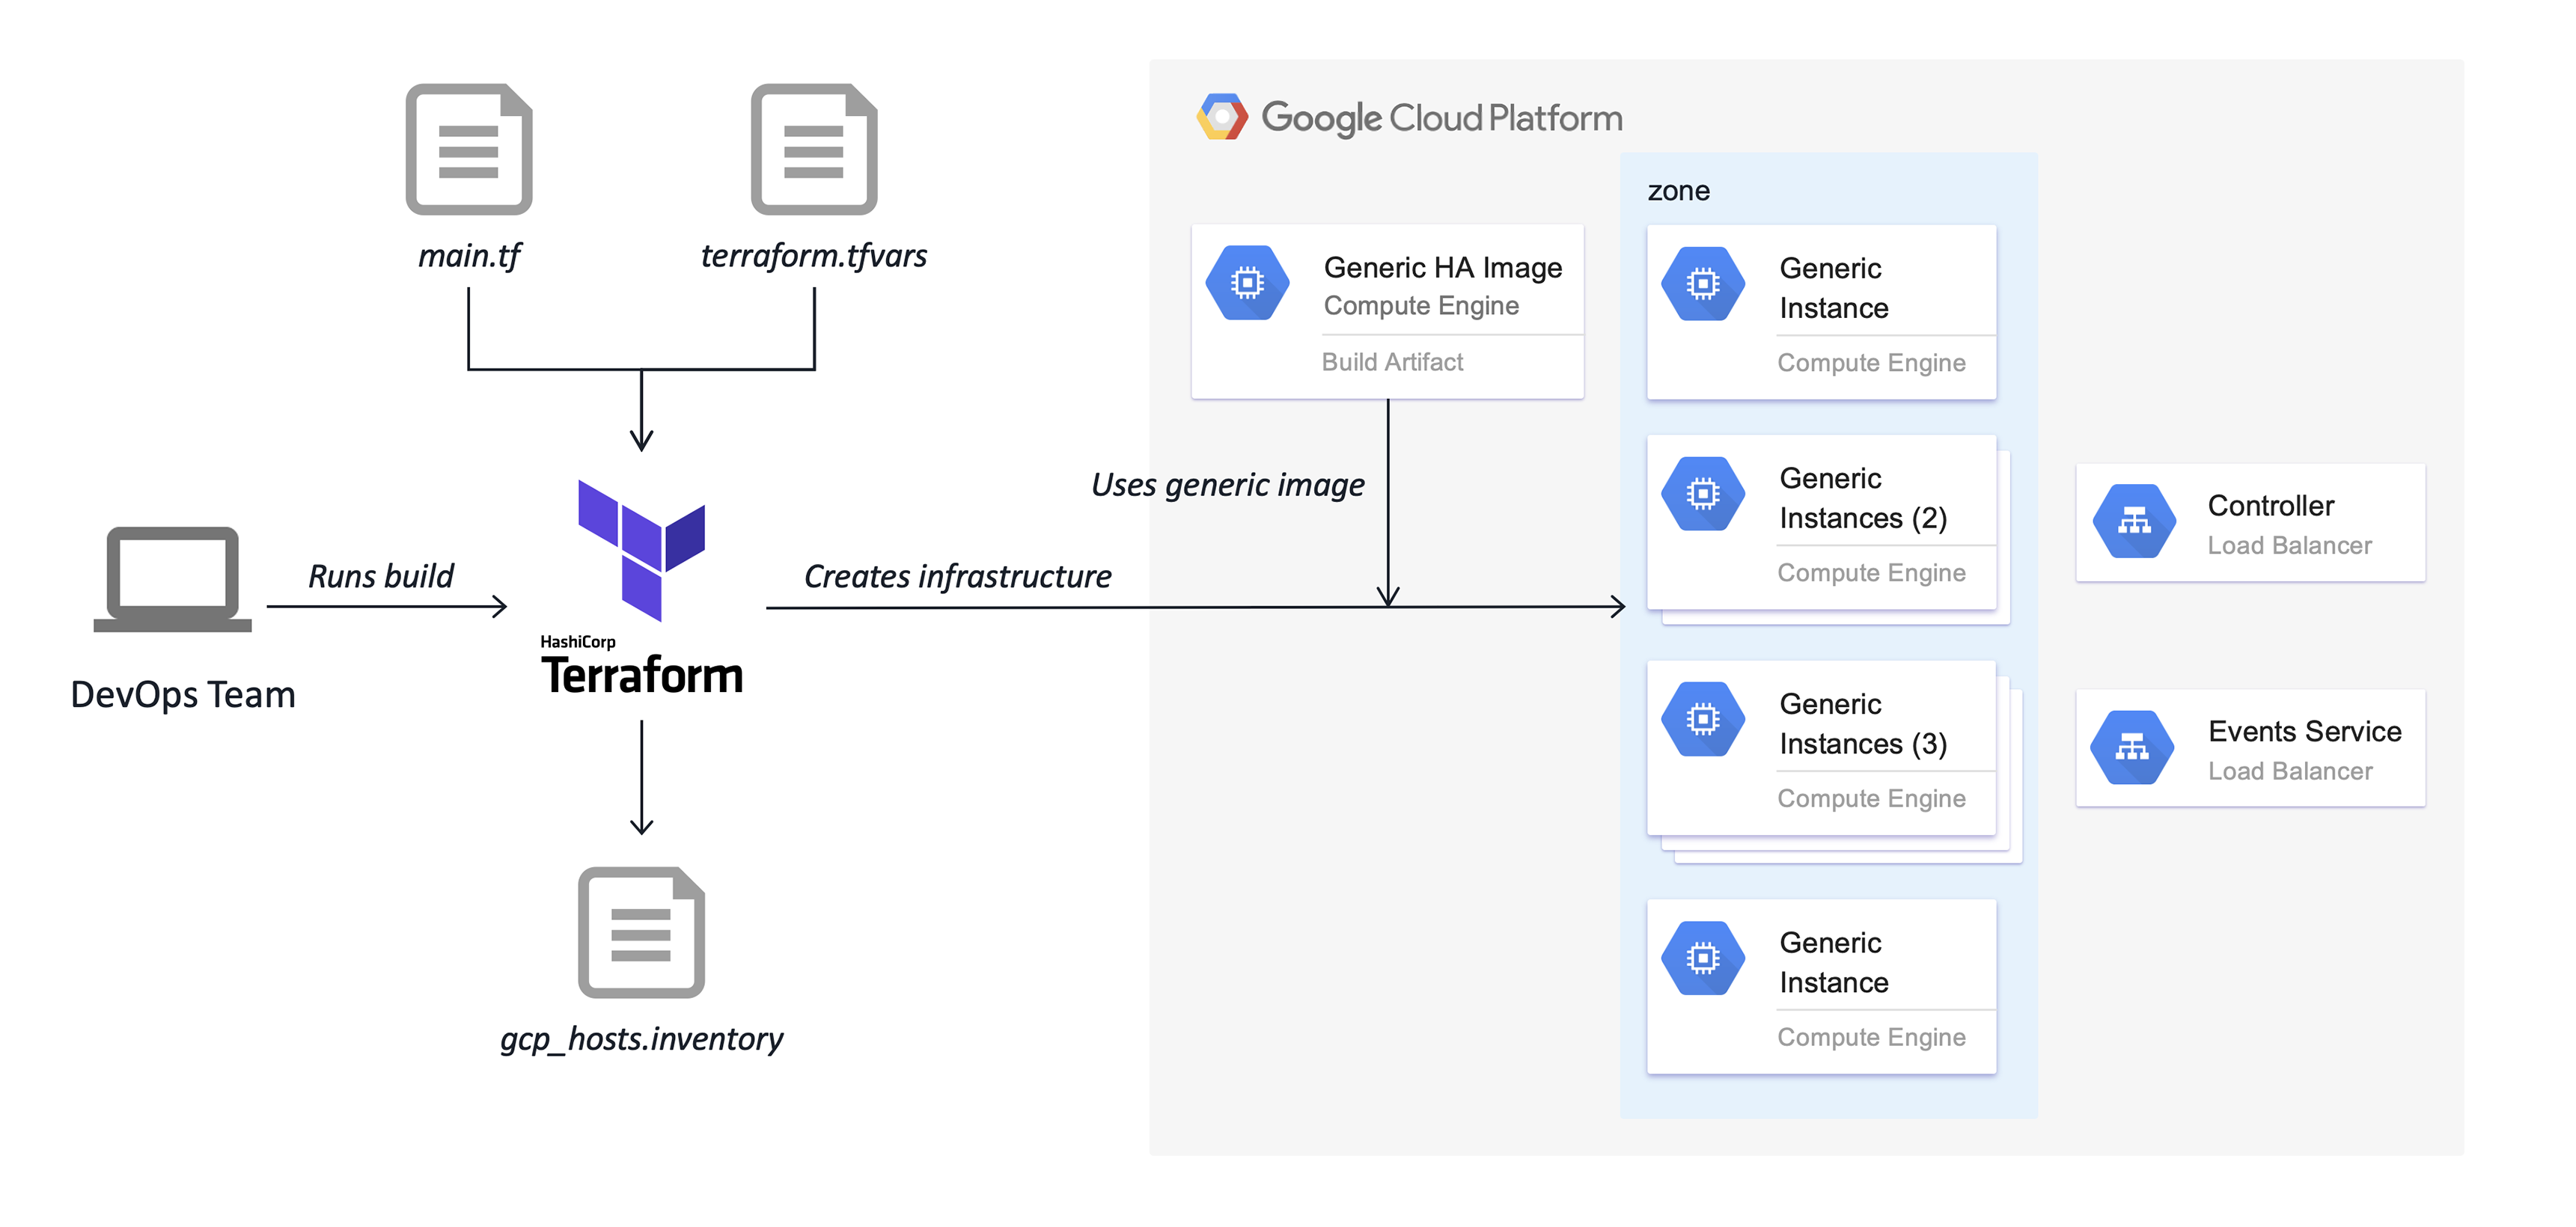 main.tf
terraform.tfvars
DevOps Team
Runs build
HashiCorp
Terraform
gcp_hosts.inventory
Creates infrastructure
Google Cloud Platform
Generic HA Image
Compute Engine
Build Artifact
Uses generic image
zone
Generic
Instance
Compute Engine
Generic
Instances (2)
Compute Engine
Generic
Instances (3)
Compute Engine
Generic
Instance
Compute Engine
Controller
Load Balancer
Events Service
Load Balancer